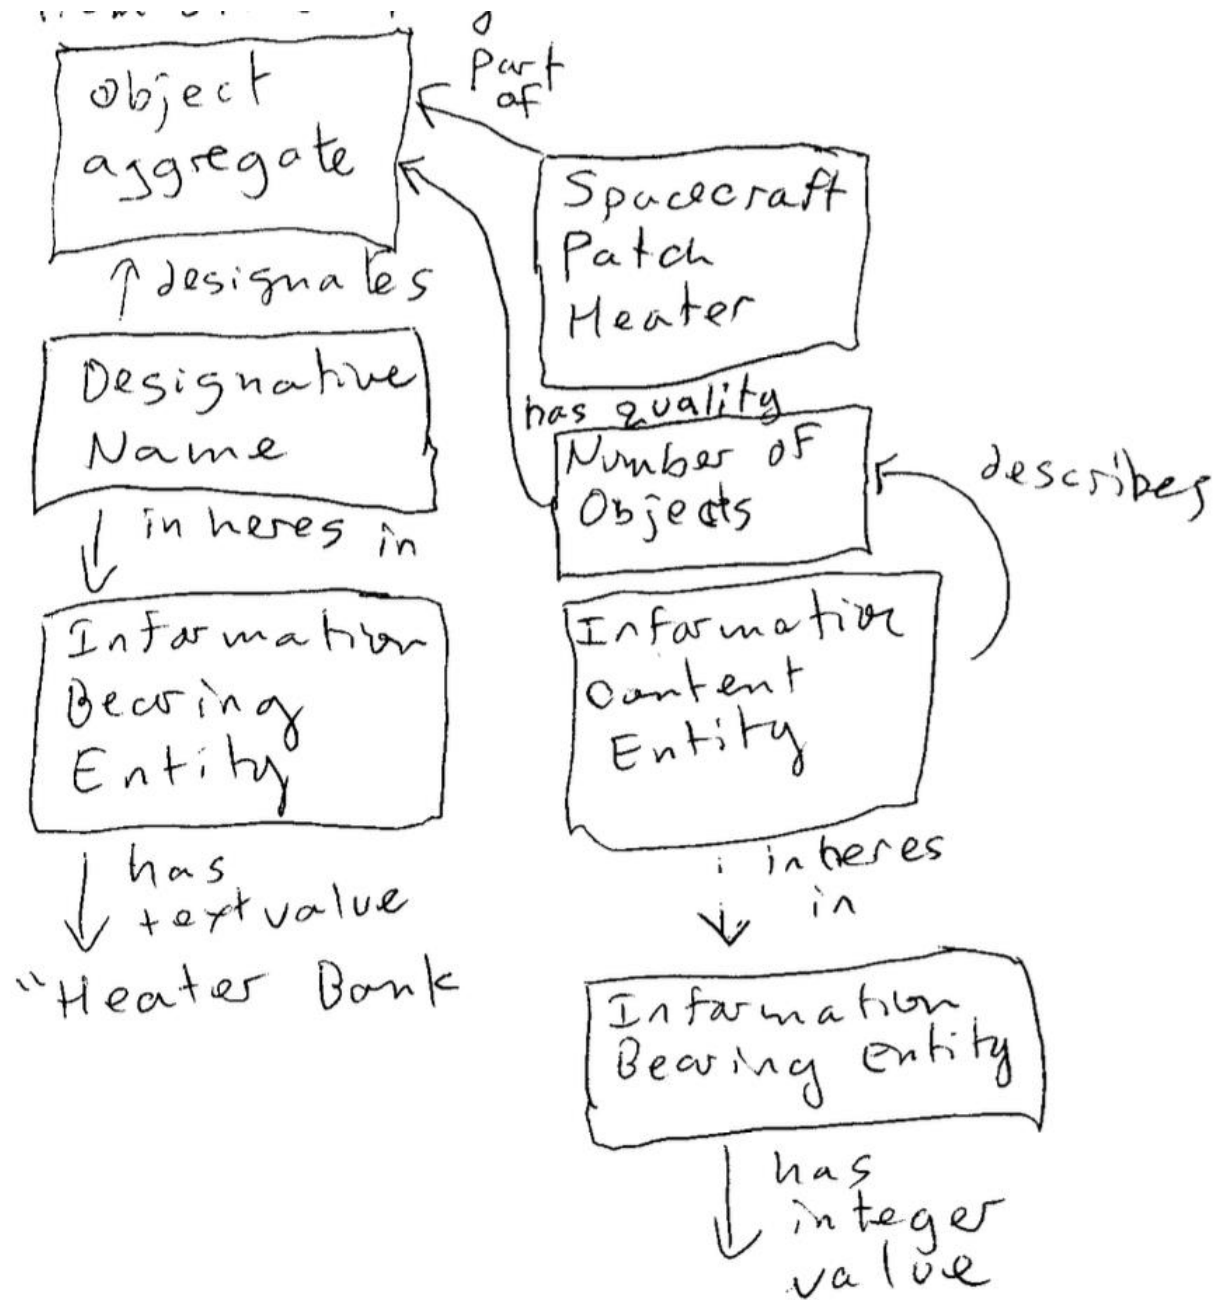 Object
aggregate
part
of
Spacecraft
Patch
Heater
designates
Designative
Name
has quality
Number of
Objects
describes
inheres in
Information
Bearing
Entity
Information
Content
Entity
has
text value
"Heater Bank
inheres
in
Information
Bearing entity
has
integer
value